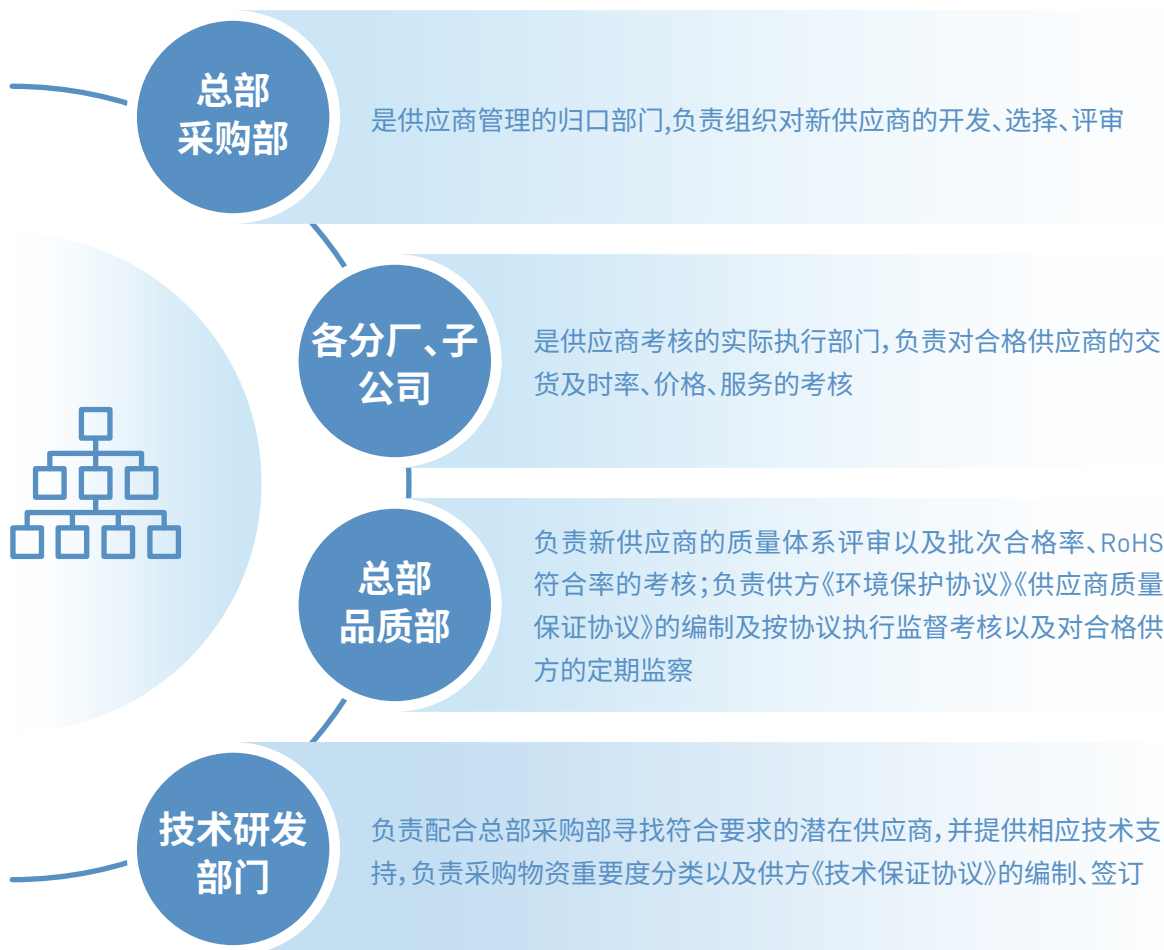 总部
采购部
是供应商管理的归口部门,负责组织对新供应商的开发、选择、评审
各分厂、子
公司
是供应商考核的实际执行部门，负责对合格供应商的交
货及时率、价格、服务的考核
总部
品质部
负责新供应商的质量体系评审以及批次合格率、RoHS
符合率的考核；负责供方《环境保护协议》《供应商质量
保证协议》的编制及按协议执行监督考核以及对合格供
方的定期监察
技术研发
部门
负责配合总部采购部寻找符合要求的潜在供应商，并提供相应技术支
持，负责采购物资重要度分类以及供方《技术保证协议》的编制、签订